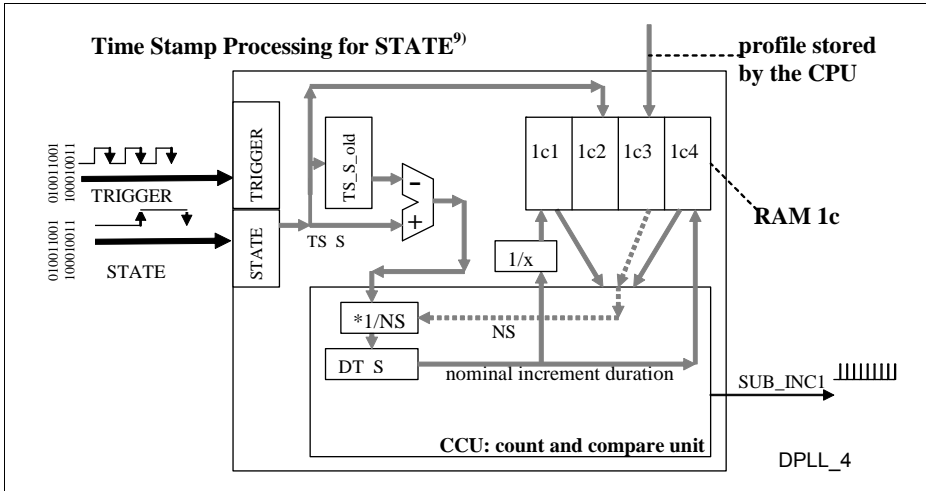 Time Stamp Processing for STATE9)
profile stored
by the CPU
010011001
100010011
TRIGGER
TRIGGER
TS_S_old
-
+
1c1
1c2
1c3
1c4
RAM 1c
010011001
100010011
STATE
STATE
TS_S
1/x
*1/NS
NS
DT_S
nominal increment duration
SUB_INC1
CCU: count and compare unit
DPLL_4